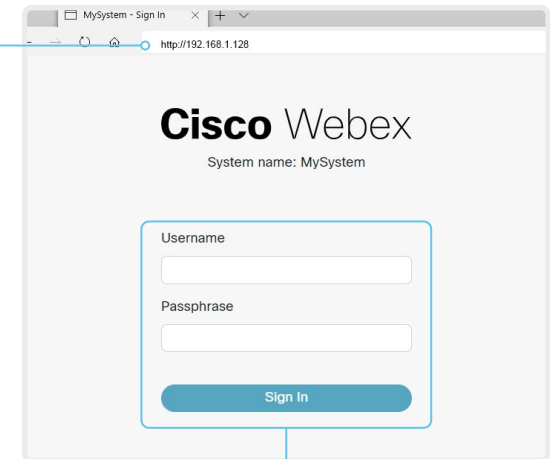 MySystem - Sign In
http://192.168.1.128
Cisco Webex
System name: MySystem
Username
Passphrase
Sign In